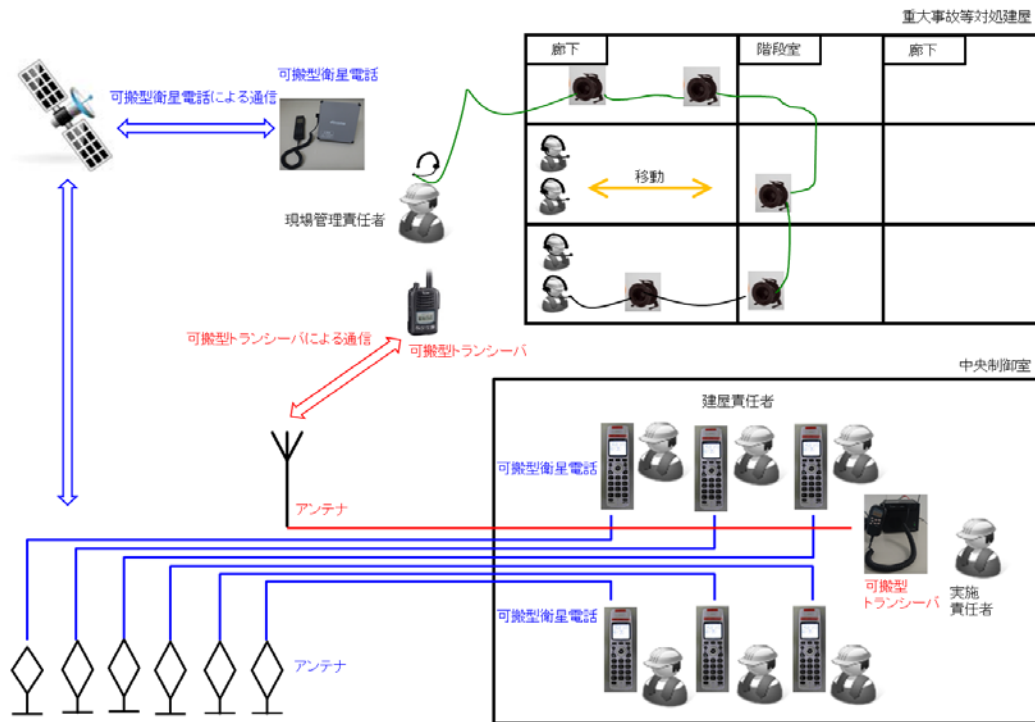 重大事故等対処建屋
廊下
階段室
廊下
可搬型衛星電話
可搬型衛星電話による通信
移動
現場管理責任者
可搬型トランシーバによる通信
可搬型トランシーバ
中央制御室
建屋責任者
可搬型衛星電話
アンテナ
可搬型
トランシーバ
実施
責任者
可搬型衛星電話
アンテナ